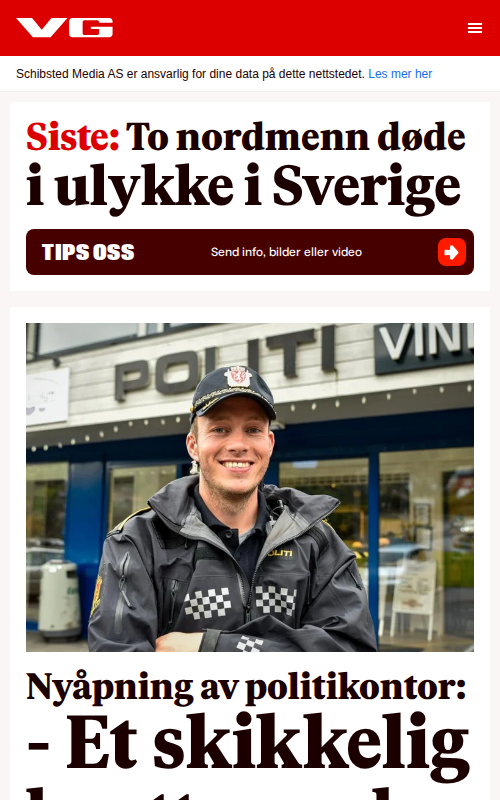 VG
Schibsted Media AS er ansvarlig for dine data på dette nettstedet. Les mer her
Siste: To nordmenn døde
i ulykke i Sverige
TIPS OSS Send info, bilder eller video
POLITI VIN
POLITI
Nyåpning av politikontor:
- Et skikkelig